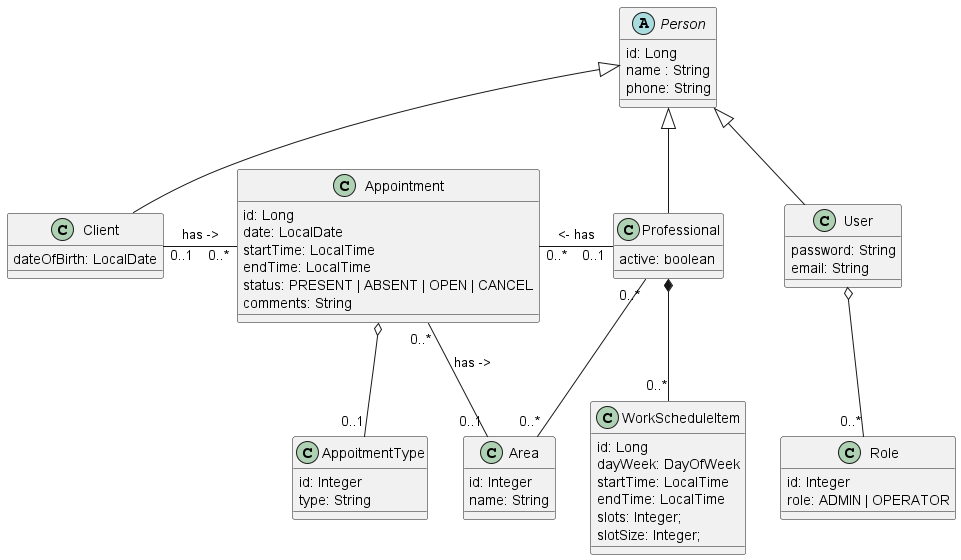 A Person
id: Long
name : String
phone: String
C Client
dateOfBirth: LocalDate
C Appointment
id: Long
date: LocalDate
startTime: LocalTime
endTime: LocalTime
status: PRESENT | ABSENT | OPEN | CANCEL
comments: String
C Professional
active: boolean
C User
password: String
email: String
has ->
0..1 0..*
<- has
0..* 0..1
0..*
has ->
0..*
0..1
0..1
0..*
0..*
0..*
C AppoitmentType
id: Integer
type: String
C Area
id: Integer
name: String
C WorkScheduleItem
id: Long
dayWeek: DayOfWeek
startTime: LocalTime
endTime: LocalTime
slots: Integer;
slotSize: Integer;
C Role
id: Integer
role: ADMIN | OPERATOR